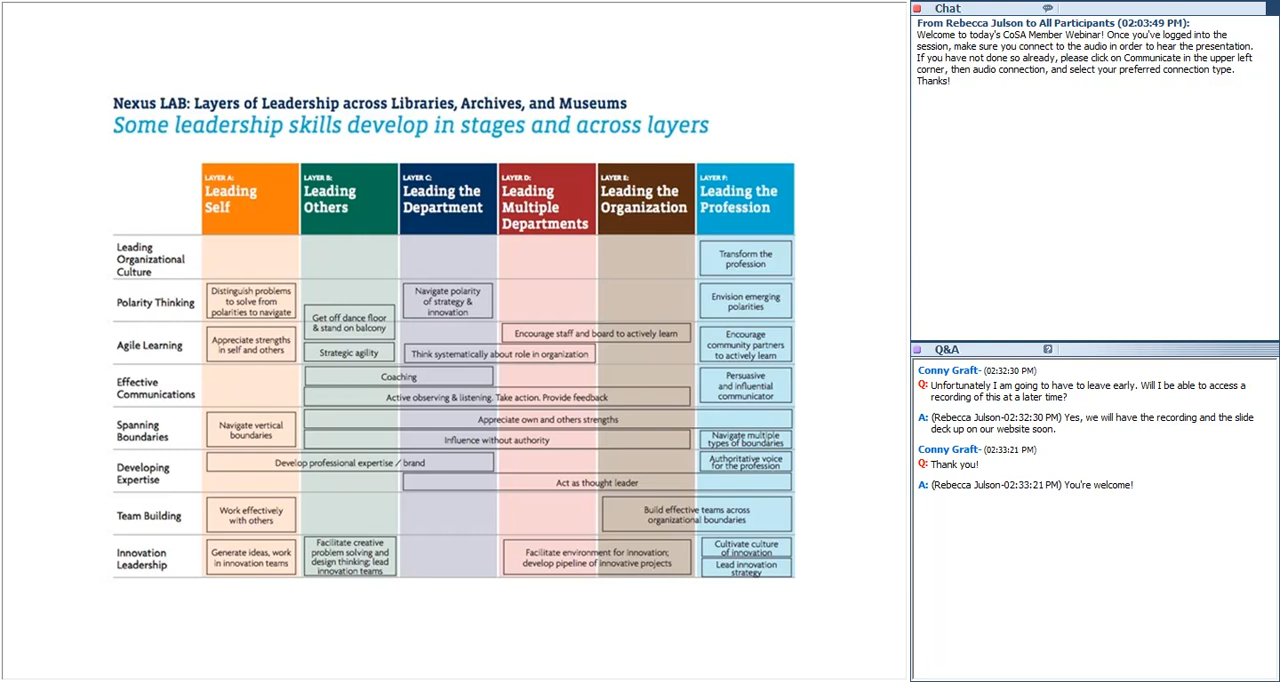 Nexus LAB: Layers of Leadership across Libraries, Archives, and Museums
Some leadership skills develop in stages and across layers
LAYER A:
Leading
Self
LAYER B:
Leading
Others
LAYER C:
Leading the
Department
LAYER D:
Leading
Multiple
Departments
LAYER E:
Leading the
Organization
LAYER F:
Leading the
Profession
Leading
Organizational
Culture
Transform the
profession
Polarity Thinking
Distinguish problems
to solve from
polarities to navigate
Get off dance floor
& stand on balcony
Navigate polarity
of strategy &
innovation
Envision emerging
polarities
Agile Learning
Appreciate strengths
in self and others
Strategic agility
Encourage staff and board to actively learn
Think systematically about role in organization
Encourage
community partners
to actively learn
Effective
Communications
Coaching
Active observing & listening. Take action. Provide feedback
Persuasive
and influential
communicator
Spanning
Boundaries
Navigate vertical
boundaries
Appreciate own and others strengths
Influence without authority
Navigate multiple
types of boundaries
Developing
Expertise
Develop professional expertise / brand
Act as thought leader
Authoritative voice
for the profession
Team Building
Work effectively
with others
Build effective teams across
organizational boundaries
Innovation
Leadership
Generate ideas, work
in innovation teams
Facilitate creative
problem solving and
design thinking; lead
innovation teams
Facilitate environment for innovation;
develop pipeline of innovative projects
Cultivate culture
of innovation
Lead innovation
strategy
Chat
From Rebecca Julson to All Participants (02:03:49 PM):
Welcome to today's CoSA Member Webinar! Once you've logged into the
session, make sure you connect to the audio in order to hear the presentation.
If you have not done so already, please click on Communicate in the upper left
corner, then audio connection, and select your preferred connection type.
Thanks!
Q&A
Conny Graft- (02:32:30 PM)
Q: Unfortunately I am going to have to leave early. Will I be able to access a
recording of this at a later time?
A: (Rebecca Julson-02:32:30 PM) Yes, we will have the recording and the slide
deck up on our website soon.
Conny Graft- (02:33:21 PM)
Q: Thank you!
A: (Rebecca Julson-02:33:21 PM) You're welcome!